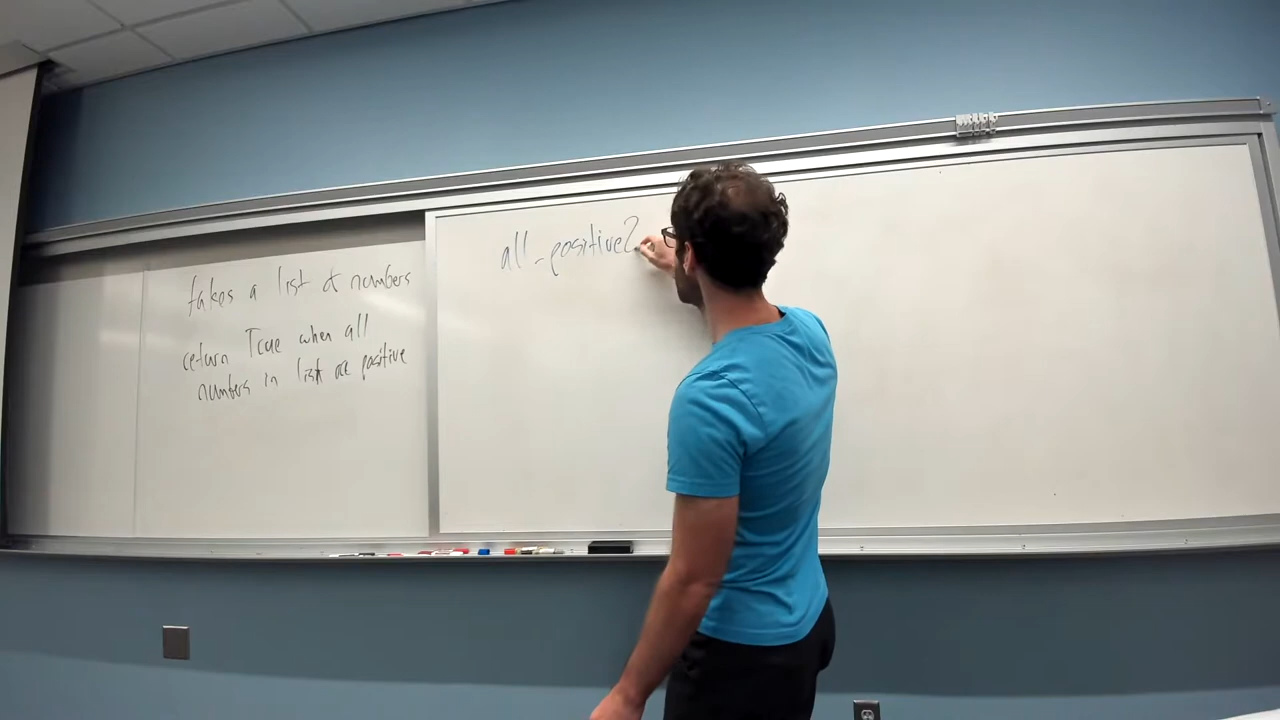 takes a list of numbers
return True when all
numbers in list are positive
all_positive?